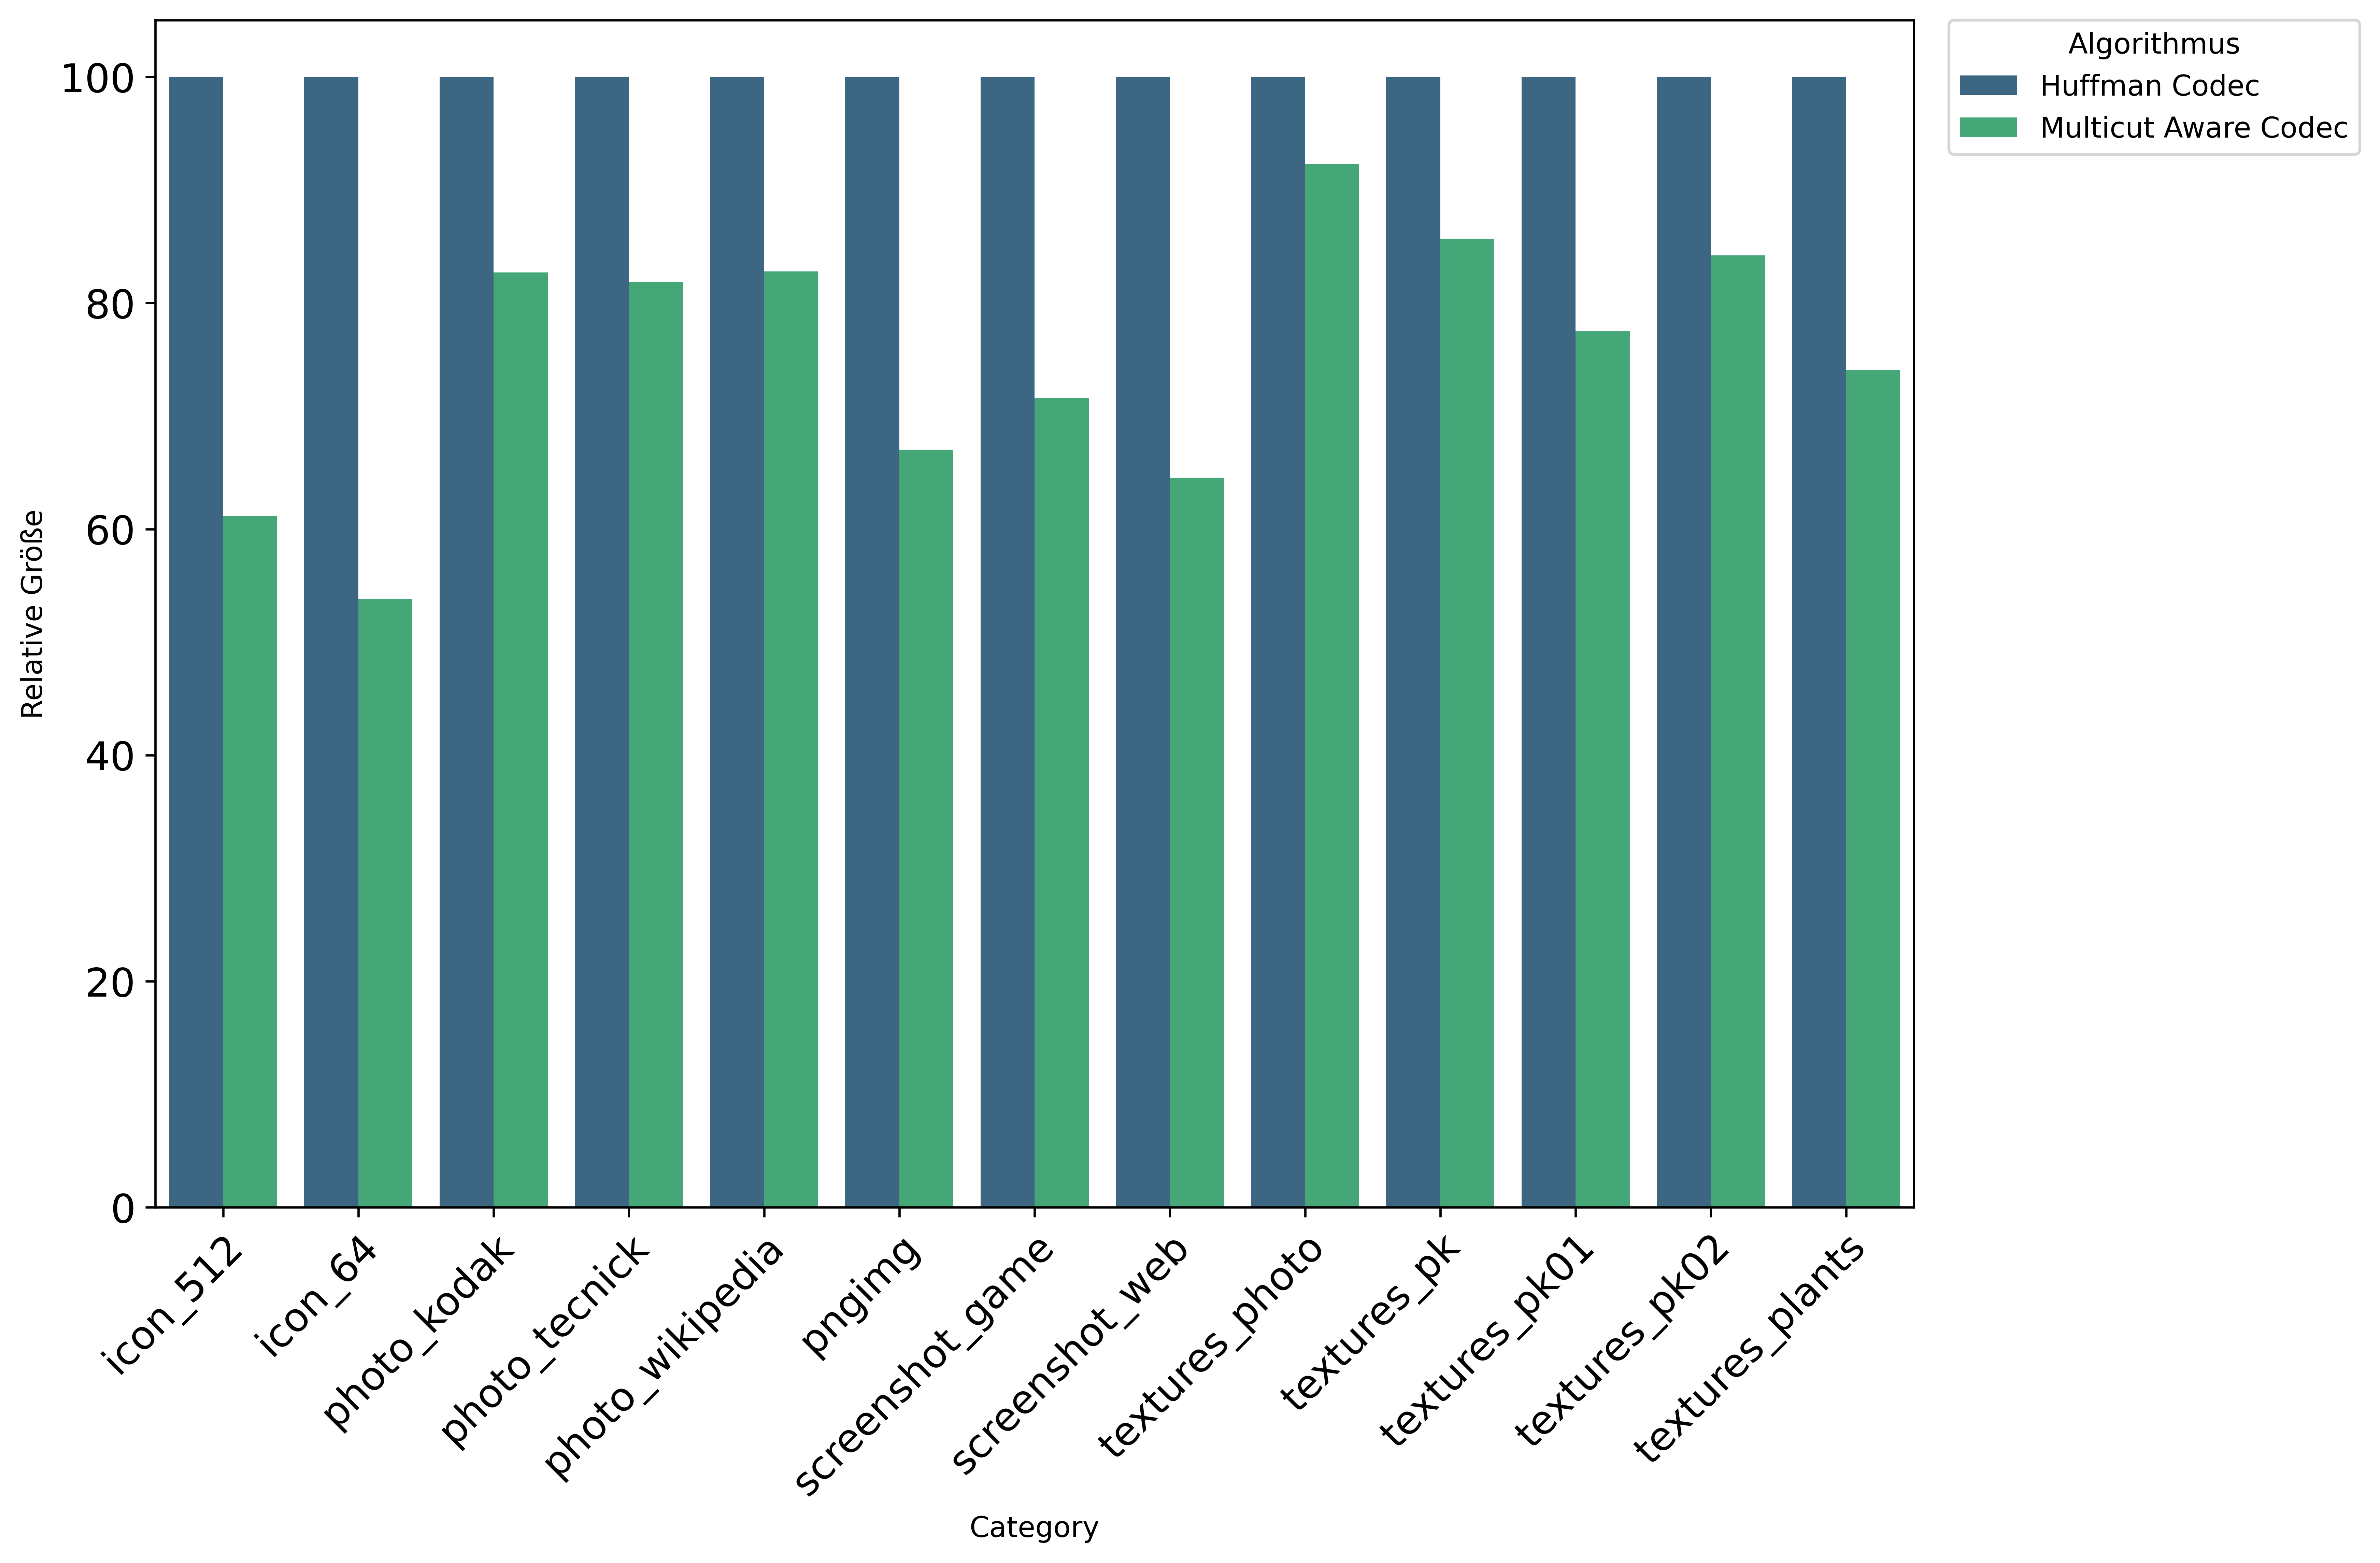 Algorithmus
Huffman Codec
Multicut Aware Codec
Relative Größe
100
80
60
40
20
0
icon_512
icon_64
photo_kodak
photo_tecnick
photo_wikipedia
pngimg
screenshot_game
screenshot_web
textures_photo
textures_pk
textures_pk01
textures_pk02
textures_plants
Category